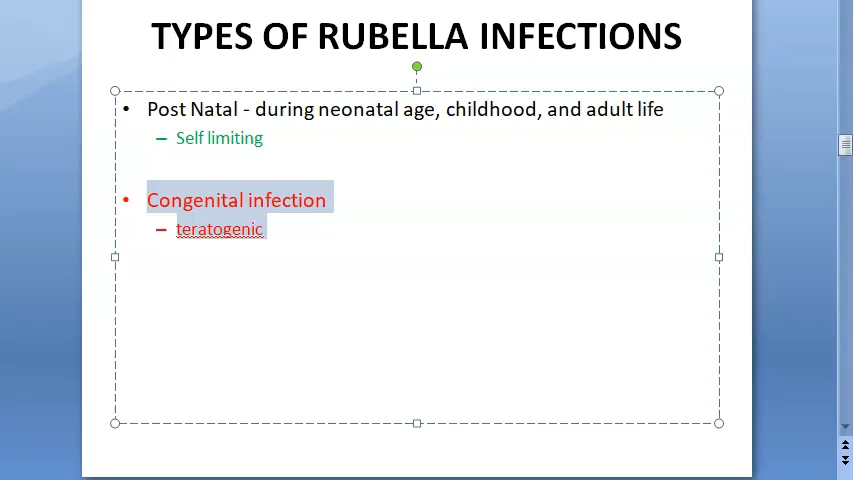 TYPES OF RUBELLA INFECTIONS
• Post Natal - during neonatal age, childhood, and adult life
– Self limiting
• Congenital infection
– teratogenic